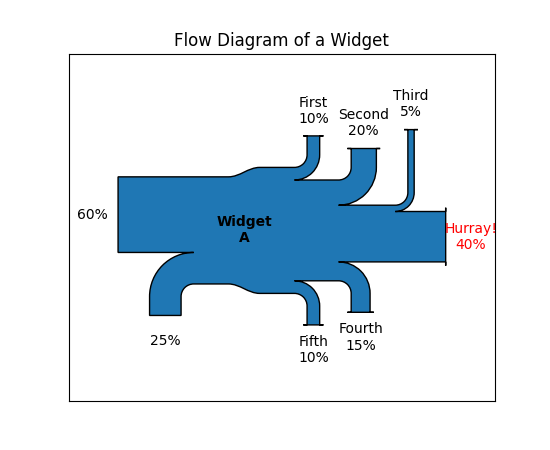 Flow Diagram of a Widget
Third
5%
First
10%
Second
20%
60%
Widget
A
Hurray!
40%
25%
Fifth
10%
Fourth
15%